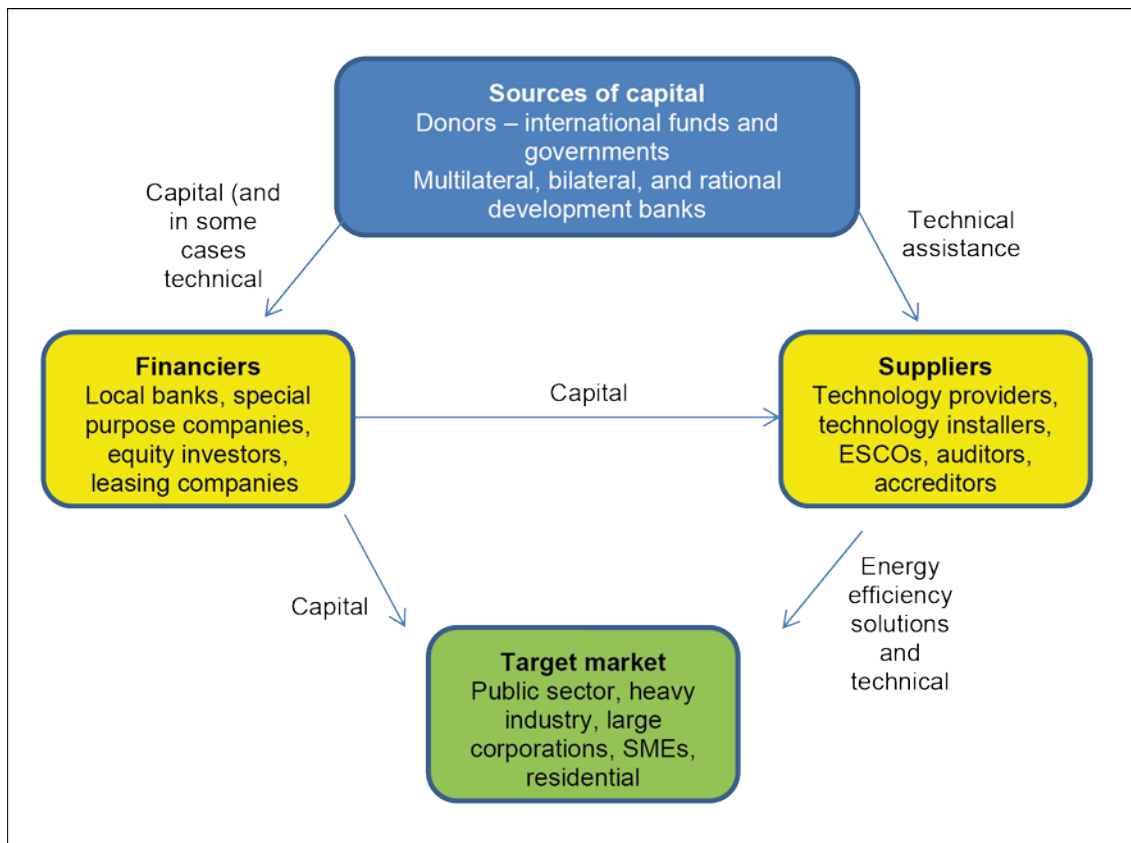 Sources of capital
Donors – international funds and
governments
Multilateral, bilateral, and rational
development banks
Capital (and
in some
cases
technical
Technical
assistance
Financiers
Local banks, special
purpose companies,
equity investors,
leasing companies
Capital
Suppliers
Technology providers,
technology installers,
ESCOs, auditors,
accreditors
Capital
Energy
efficiency
solutions
and
technical
Target market
Public sector, heavy
industry, large
corporations, SMEs,
residential